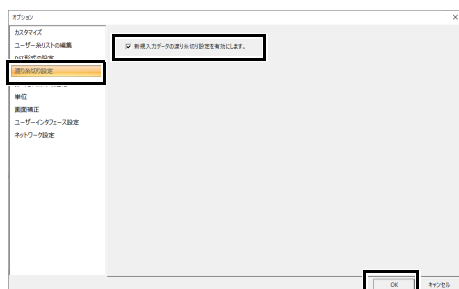 オプション
カスタマイズ
ユーザー糸リストの編集
渡り糸切り設定
単位
画面補正
ユーザーインタフェース設定
ネットワーク設定
新規入力データの渡り糸切り設定を有効にします。
OK
キャンセル